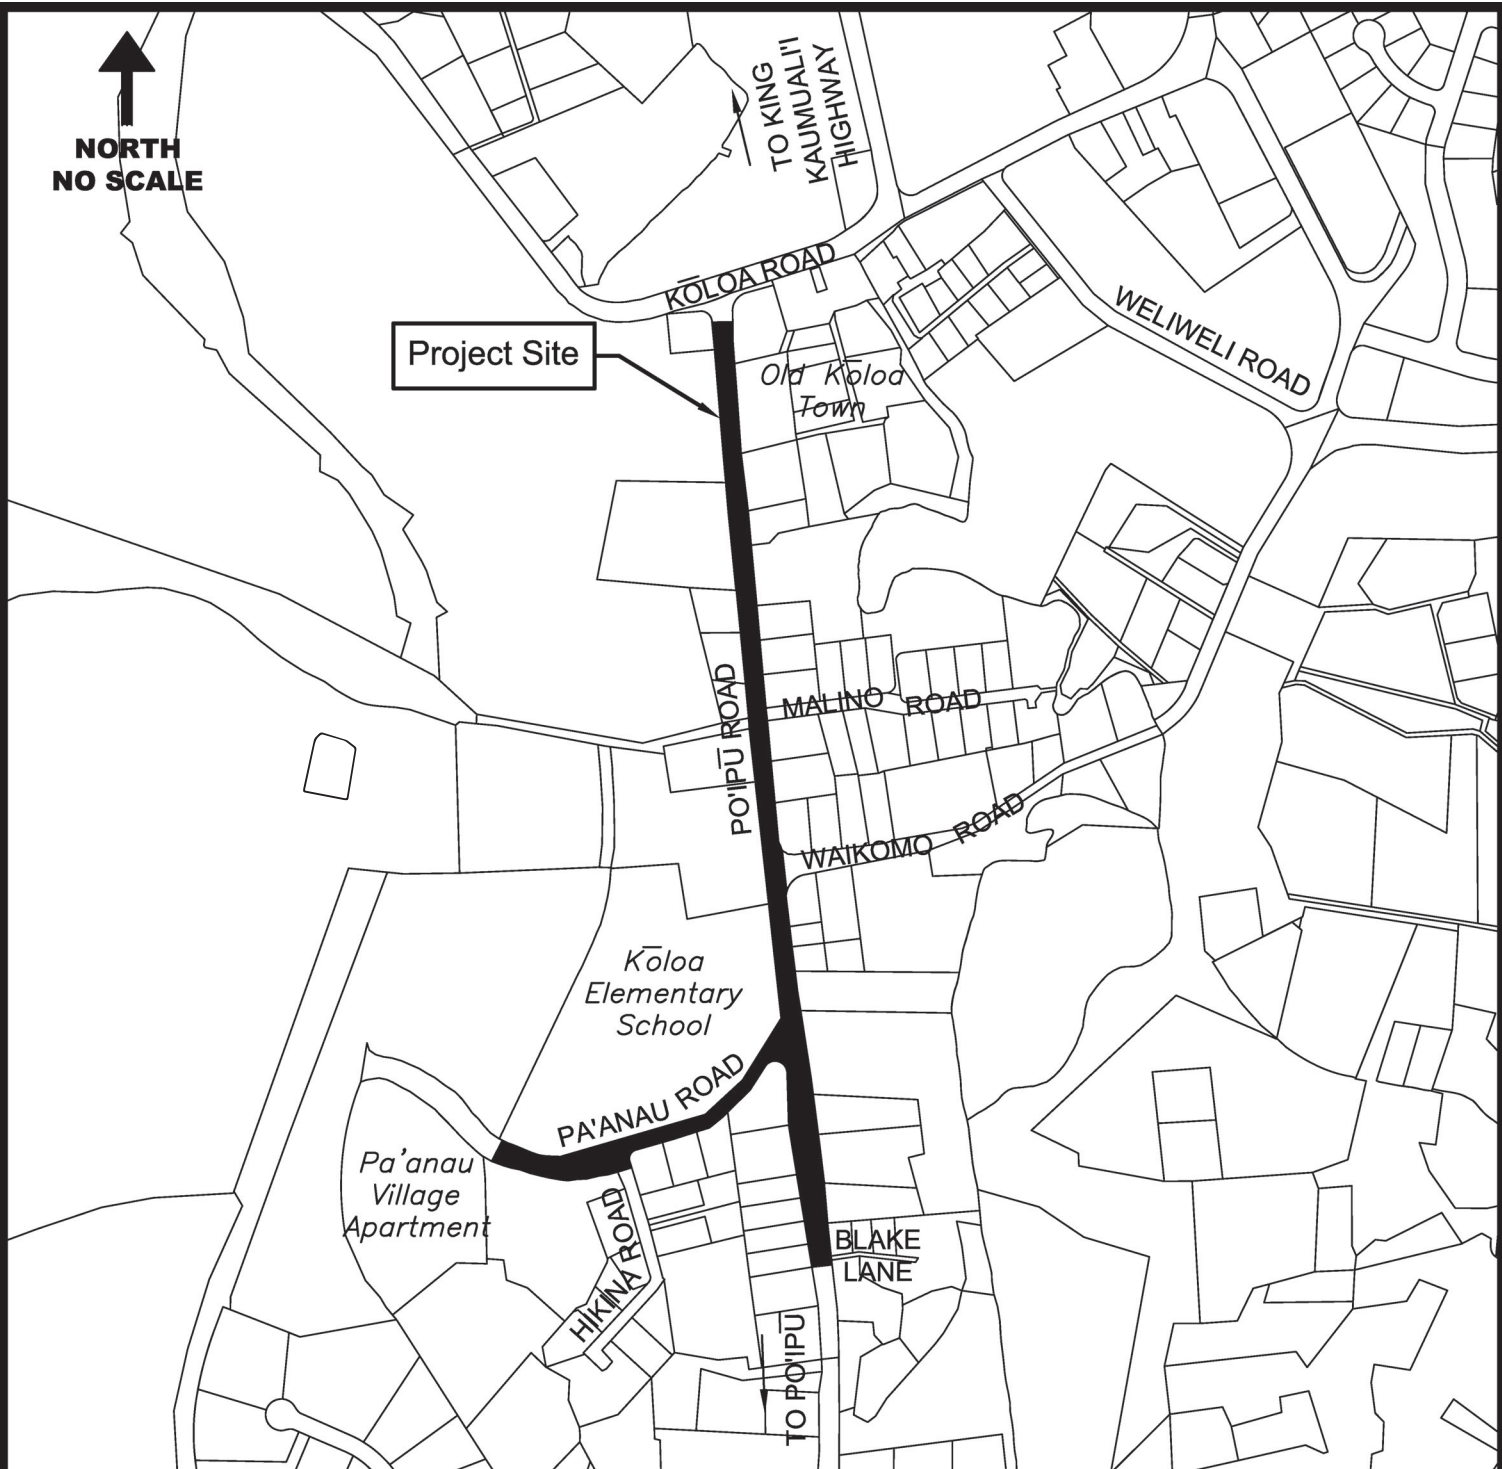 NORTH
NO SCALE
TO KING
KAUMUALI'I
HIGHWAY
KŌLOA ROAD
WELIWELI ROAD
Project Site
Old Kōloa
Town
PO'IPŪ ROAD
MALINO ROAD
WAIKOMO ROAD
Kōloa
Elementary
School
PA'ANAU ROAD
Pa'anau
Village
Apartment
HIKINA ROAD
BLAKE
LANE
TO PO'IPŪ